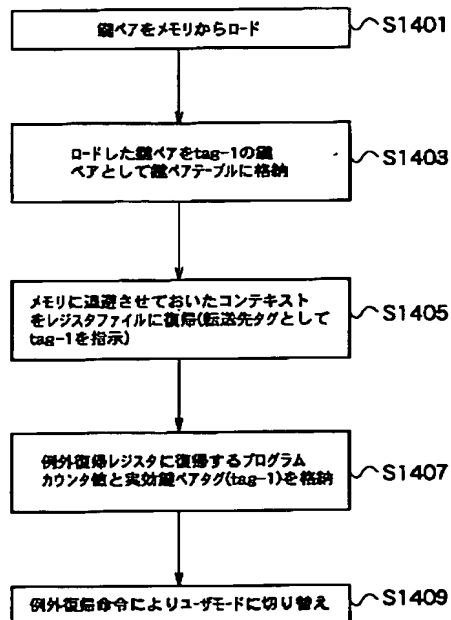 鍵ペアをメモリからロード
S1401
ロードした鍵ペアをtag-1の鍵
ペアとして鍵ペアテーブルに格納
S1403
メモリに退避させておいたコンテキスト
をレジスタファイルに復帰(転送先タグとして
tag-1を指示)
S1405
例外復帰レジスタに復帰するプログラム
カウンタ値と実効鍵ペアタグ(tag-1)を格納
S1407
例外復帰命令によりユーザモードに切り替え
S1409